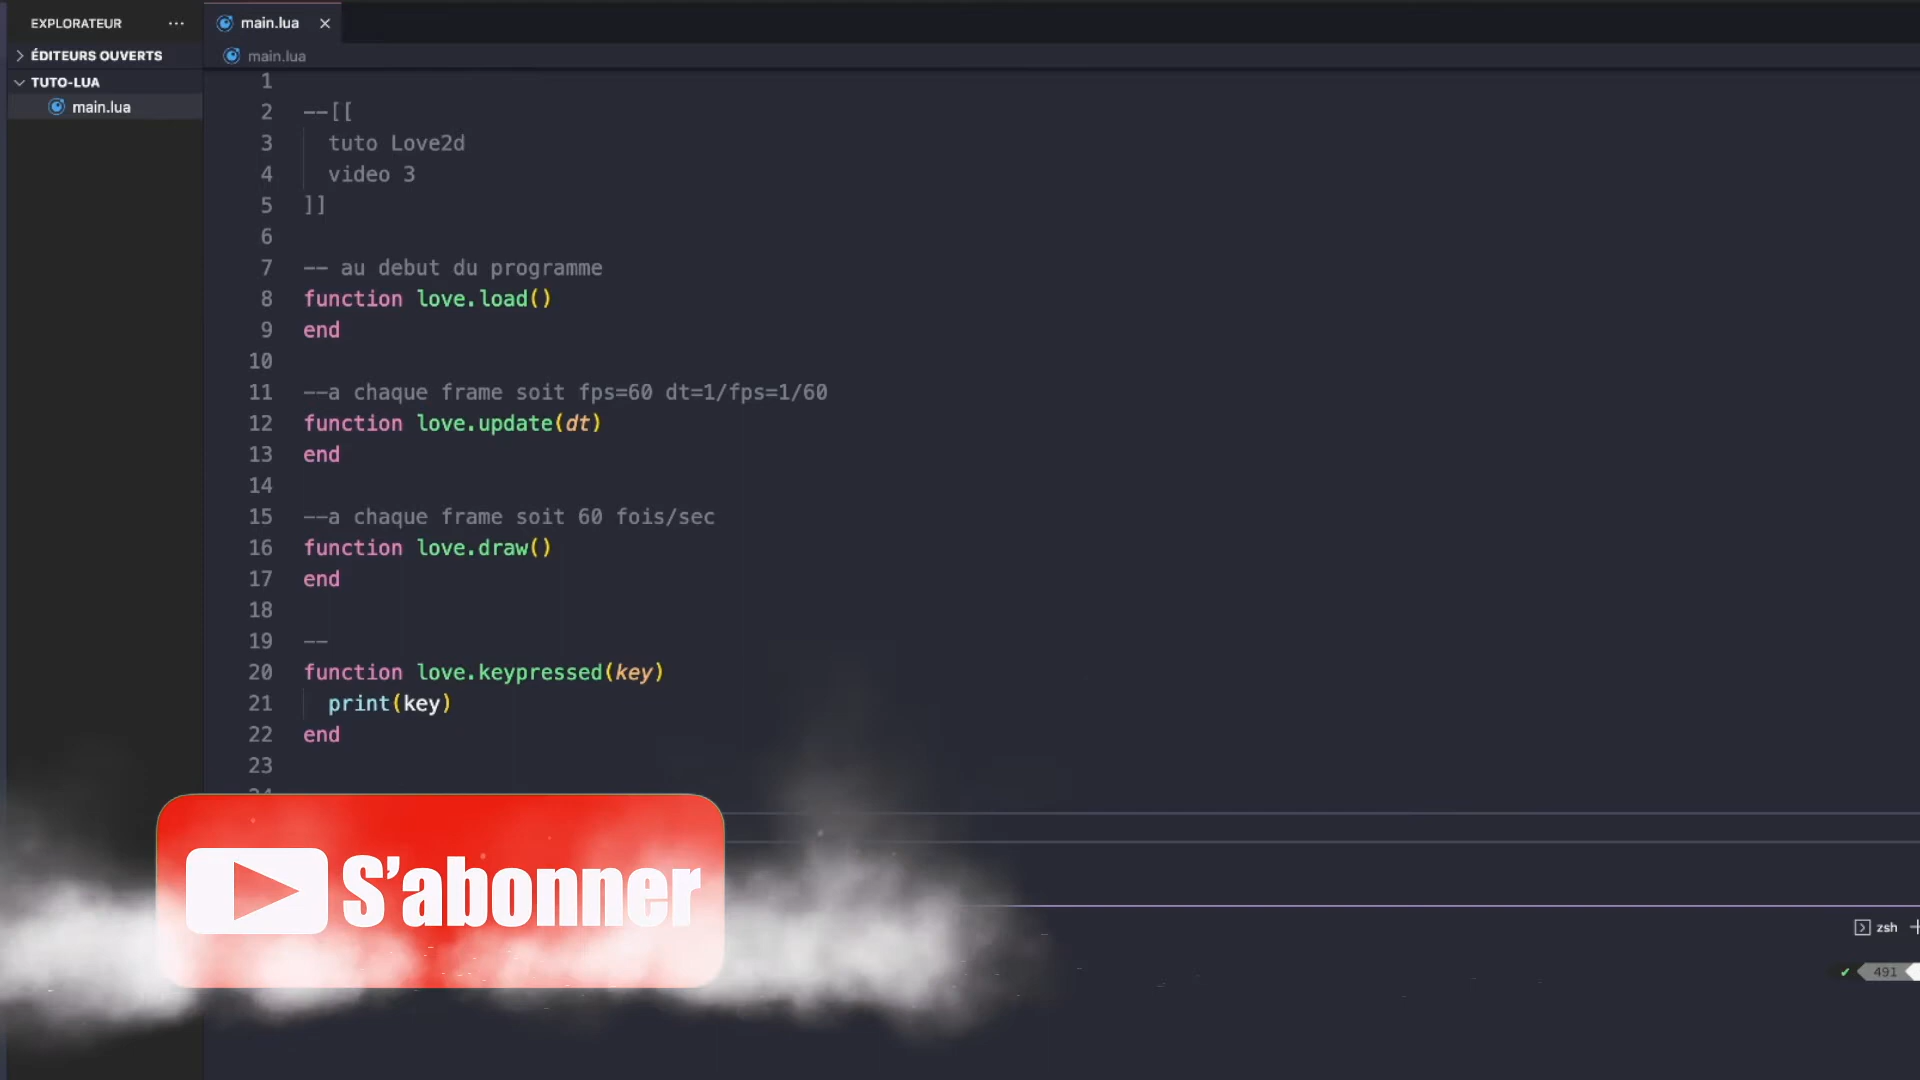 EXPLORATEUR ···
main.lua ×
ÉDITEURS OUVERTS
main.lua
TUTO-LUA
main.lua
1
2 --[[
3 tuto Love2d
4 video 3
5 ]]
6
7 -- au debut du programme
8 function love.load()
9 end
10
11 --a chaque frame soit fps=60 dt=1/fps=1/60
12 function love.update(dt)
13 end
14
15 --a chaque frame soit 60 fois/sec
16 function love.draw()
17 end
18
19 --
20 function love.keypressed(key)
21 print(key)
22 end
23
S'abonner
zsh +
✓ 491